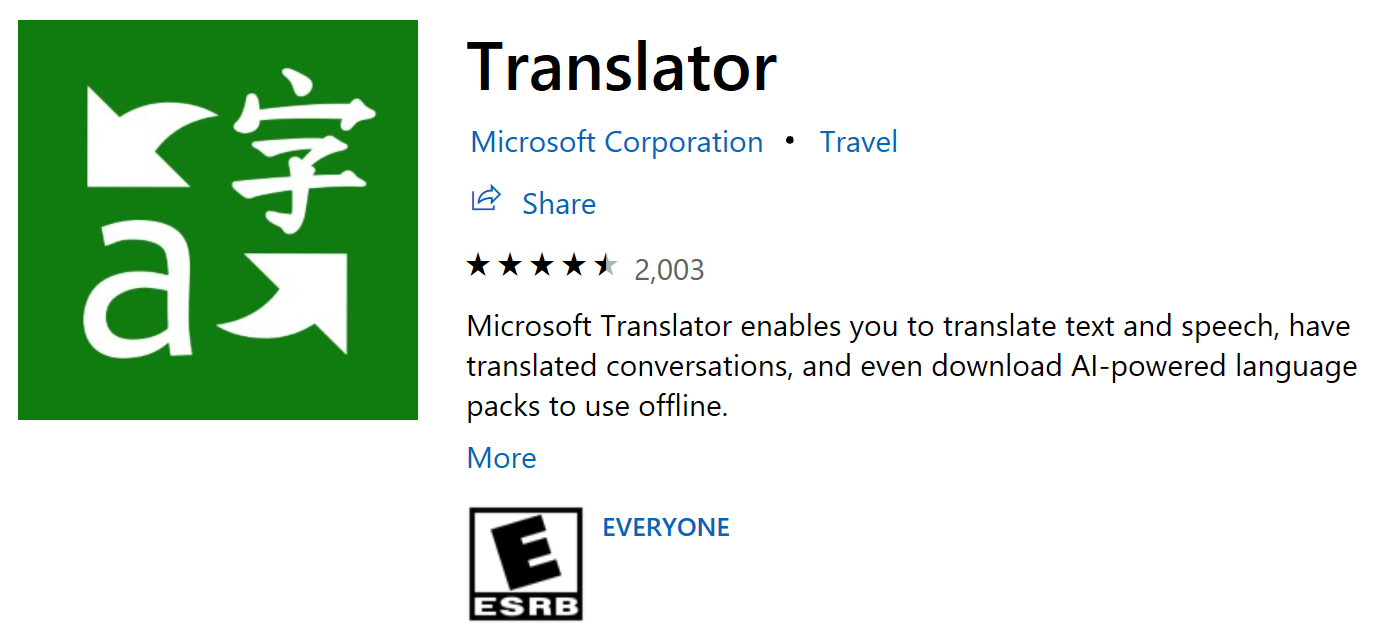 字
a
Translator
Microsoft Corporation • Travel
Share
2,003
Microsoft Translator enables you to translate text and speech, have
translated conversations, and even download AI-powered language
packs to use offline.
More
EVERYONE
E
ESRB